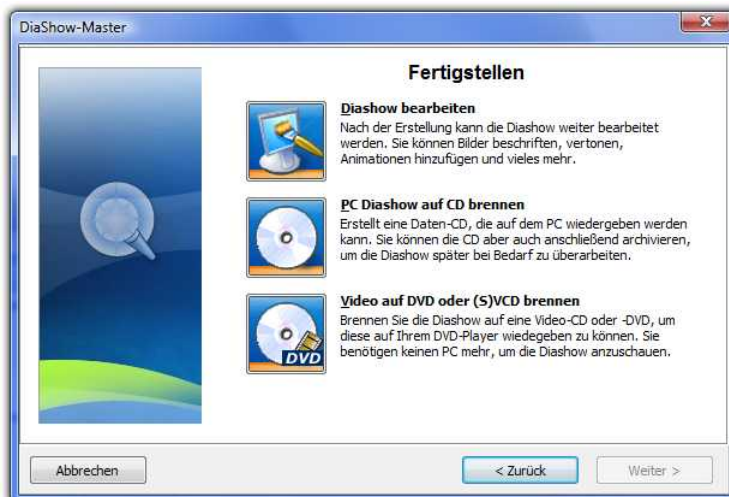 DiaShow-Master
Fertigstellen
Diashow bearbeiten
Nach der Erstellung kann die Diashow weiter bearbeitet
werden. Sie können Bilder beschriften, vertonen,
Animationen hinzufügen und vieles mehr.
PC Diashow auf CD brennen
Erstellt eine Daten-CD, die auf dem PC wiedergeben werden
kann. Sie können die CD aber auch anschließend archivieren,
um die Diashow später bei Bedarf zu überarbeiten.
Video auf DVD oder (S)VCD brennen
Brennen Sie die Diashow auf eine Video-CD oder -DVD, um
diese auf Ihrem DVD-Player wiedegeben zu können. Sie
benötigen keinen PC mehr, um die Diashow anzuschauen.
DVD
Abbrechen
< Zurück
Weiter >